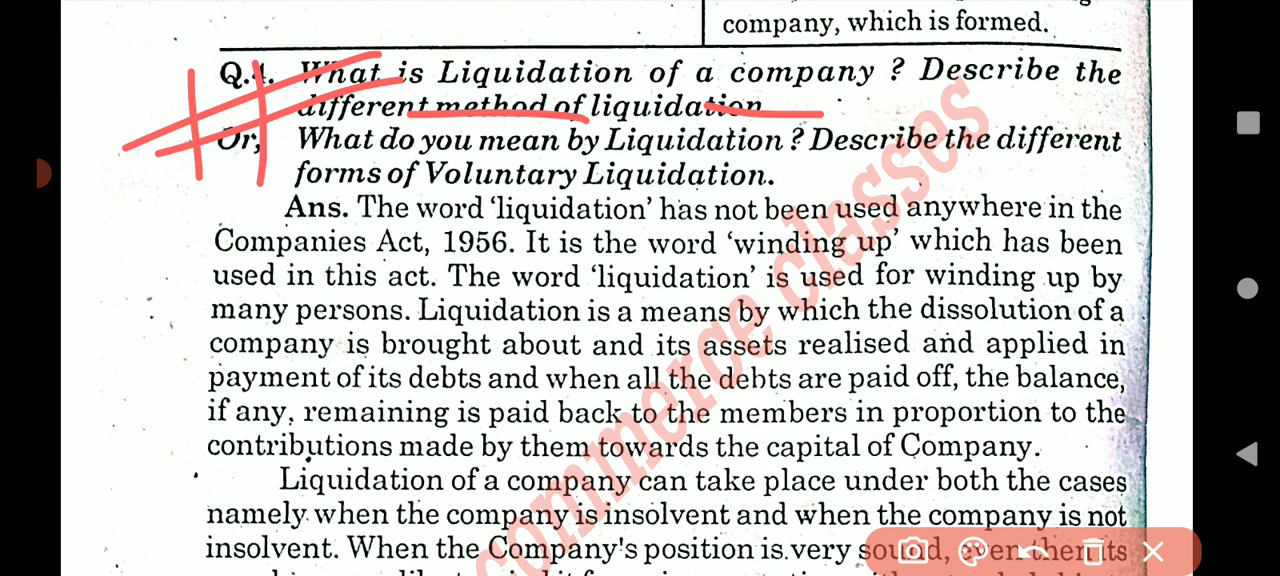 company, which is formed.
Q.4. What is Liquidation of a company ? Describe the
different method of liquidation
Or, What do you mean by Liquidation ? Describe the different
forms of Voluntary Liquidation.
Ans. The word ‘liquidation’ has not been used anywhere in the
Companies Act, 1956. It is the word ‘winding up’ which has been
used in this act. The word ‘liquidation’ is used for winding up by
many persons. Liquidation is a means by which the dissolution of a
company is brought about and its assets realised and applied in
payment of its debts and when all the debts are paid off, the balance,
if any, remaining is paid back to the members in proportion to the
contributions made by them towards the capital of Company.
Liquidation of a company can take place under both the cases
namely when the company is insolvent and when the company is not
insolvent. When the Company's position is very sound, even then its
commerce classes